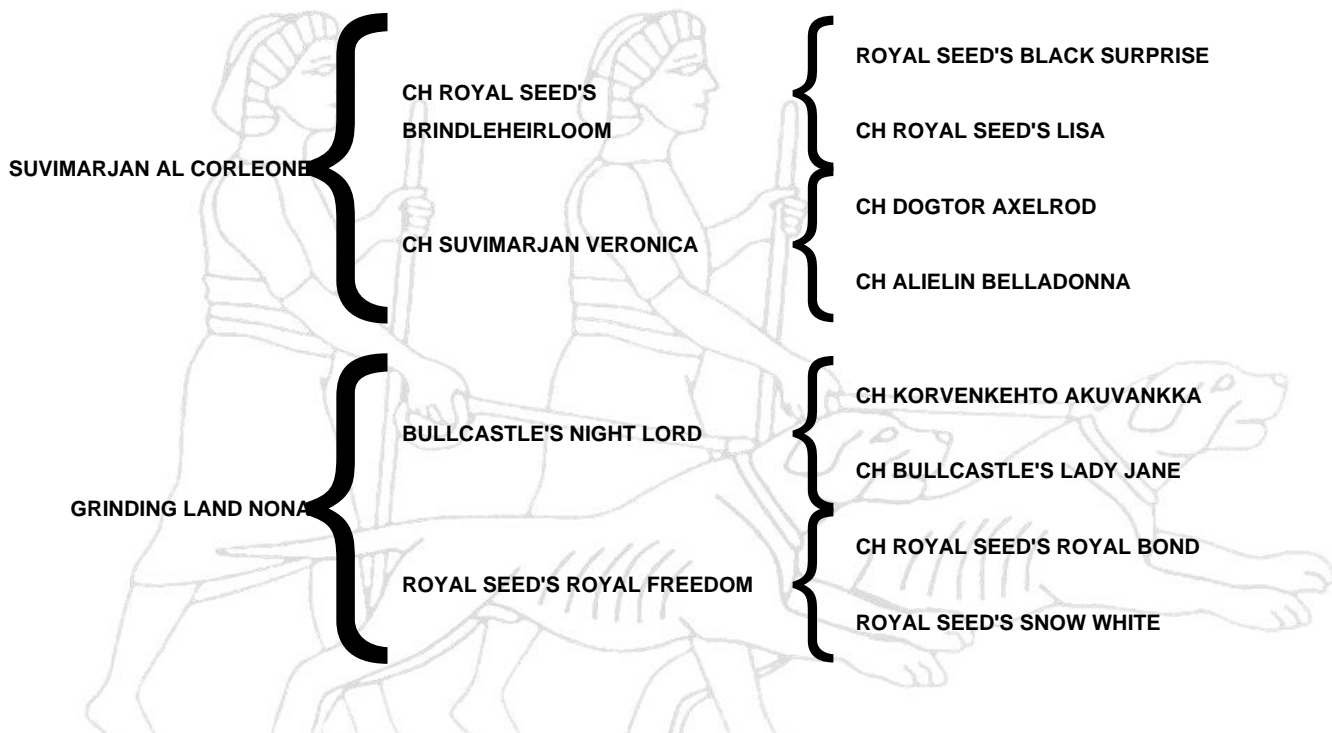 ROYAL SEED'S BLACK SURPRISE
CH ROYAL SEED'S
BRINDLEHEIRLOOM
CH ROYAL SEED'S LISA
SUVIMARJAN AL CORLEONE
CH DOGTOR AXELROD
CH SUVIMARJAN VERONICA
CH ALIELIN BELLADONNA
CH KORVENKEHTO AKUVANKKA
BULLCASTLE'S NIGHT LORD
CH BULLCASTLE'S LADY JANE
GRINDING LAND NONA
CH ROYAL SEED'S ROYAL BOND
ROYAL SEED'S ROYAL FREEDOM
ROYAL SEED'S SNOW WHITE